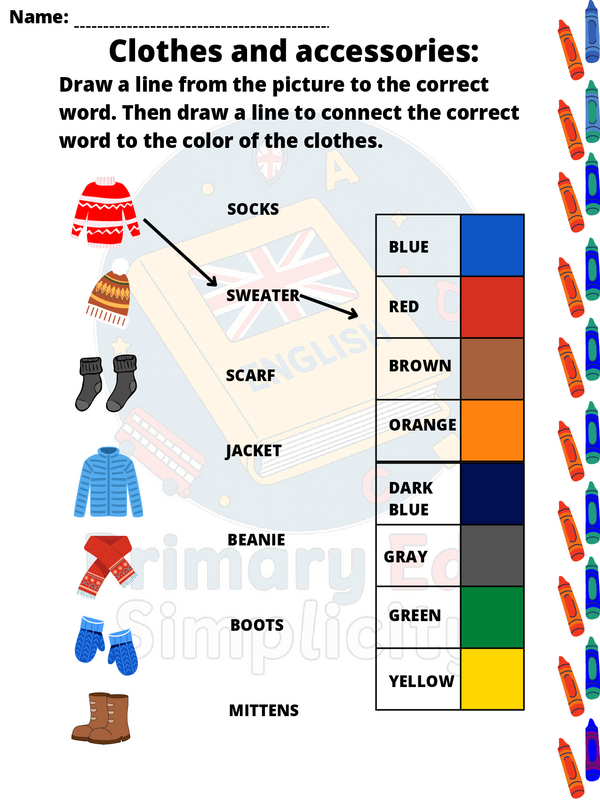 Name:
Clothes and accessories:
Draw a line from the picture to the correct
word. Then draw a line to connect the correct
word to the color of the clothes.
SOCKS
SWEATER
SCARF
JACKET
BEANIE
BOOTS
MITTENS
BLUE
RED
BROWN
ORANGE
DARK
BLUE
GRAY
GREEN
YELLOW
A
ENGLISH
C
Primary Ed
Simplicity